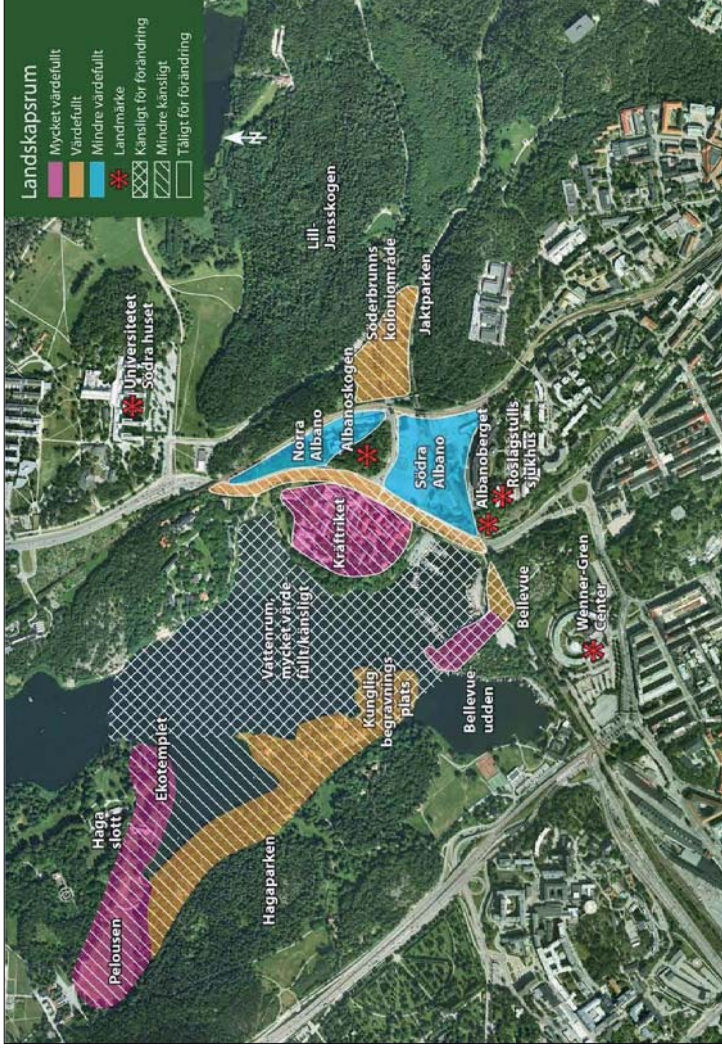 Landskapsrum
Mycket värdefullt
Värdefullt
Mindre värdefullt
Landmärke
Känsligt för förändring
Mindre känsligt
Tåligt för förändring
N
Universitetet
Södra huset
Lill-
Jansskogen
Norra
Albano
Albanoskogen
Söderbrunns
koloniområde
Jaktparken
Kräftriket
Södra
Albano
Albanoberget
Roslagstulls
sjukhus
Vattenrum,
mycket värde
fullt/känsligt
Haga
slott
Ekotemplet
Pelousen
Hagaparken
Kunglig
begravnings
plats
Bellevue
udden
Bellevue
Wenner-Gren
Center